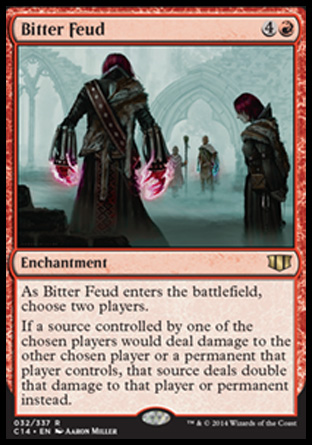 Bitter Feud 4
Enchantment
As Bitter Feud enters the battlefield,
choose two players.
If a source controlled by one of the
chosen players would deal damage to the
other chosen player or a permanent that
player controls, that source deals double
that damage to that player or permanent
instead.
032/337 R
C14 • EN Aaron Miller ™ & © 2014 Wizards of the Coast